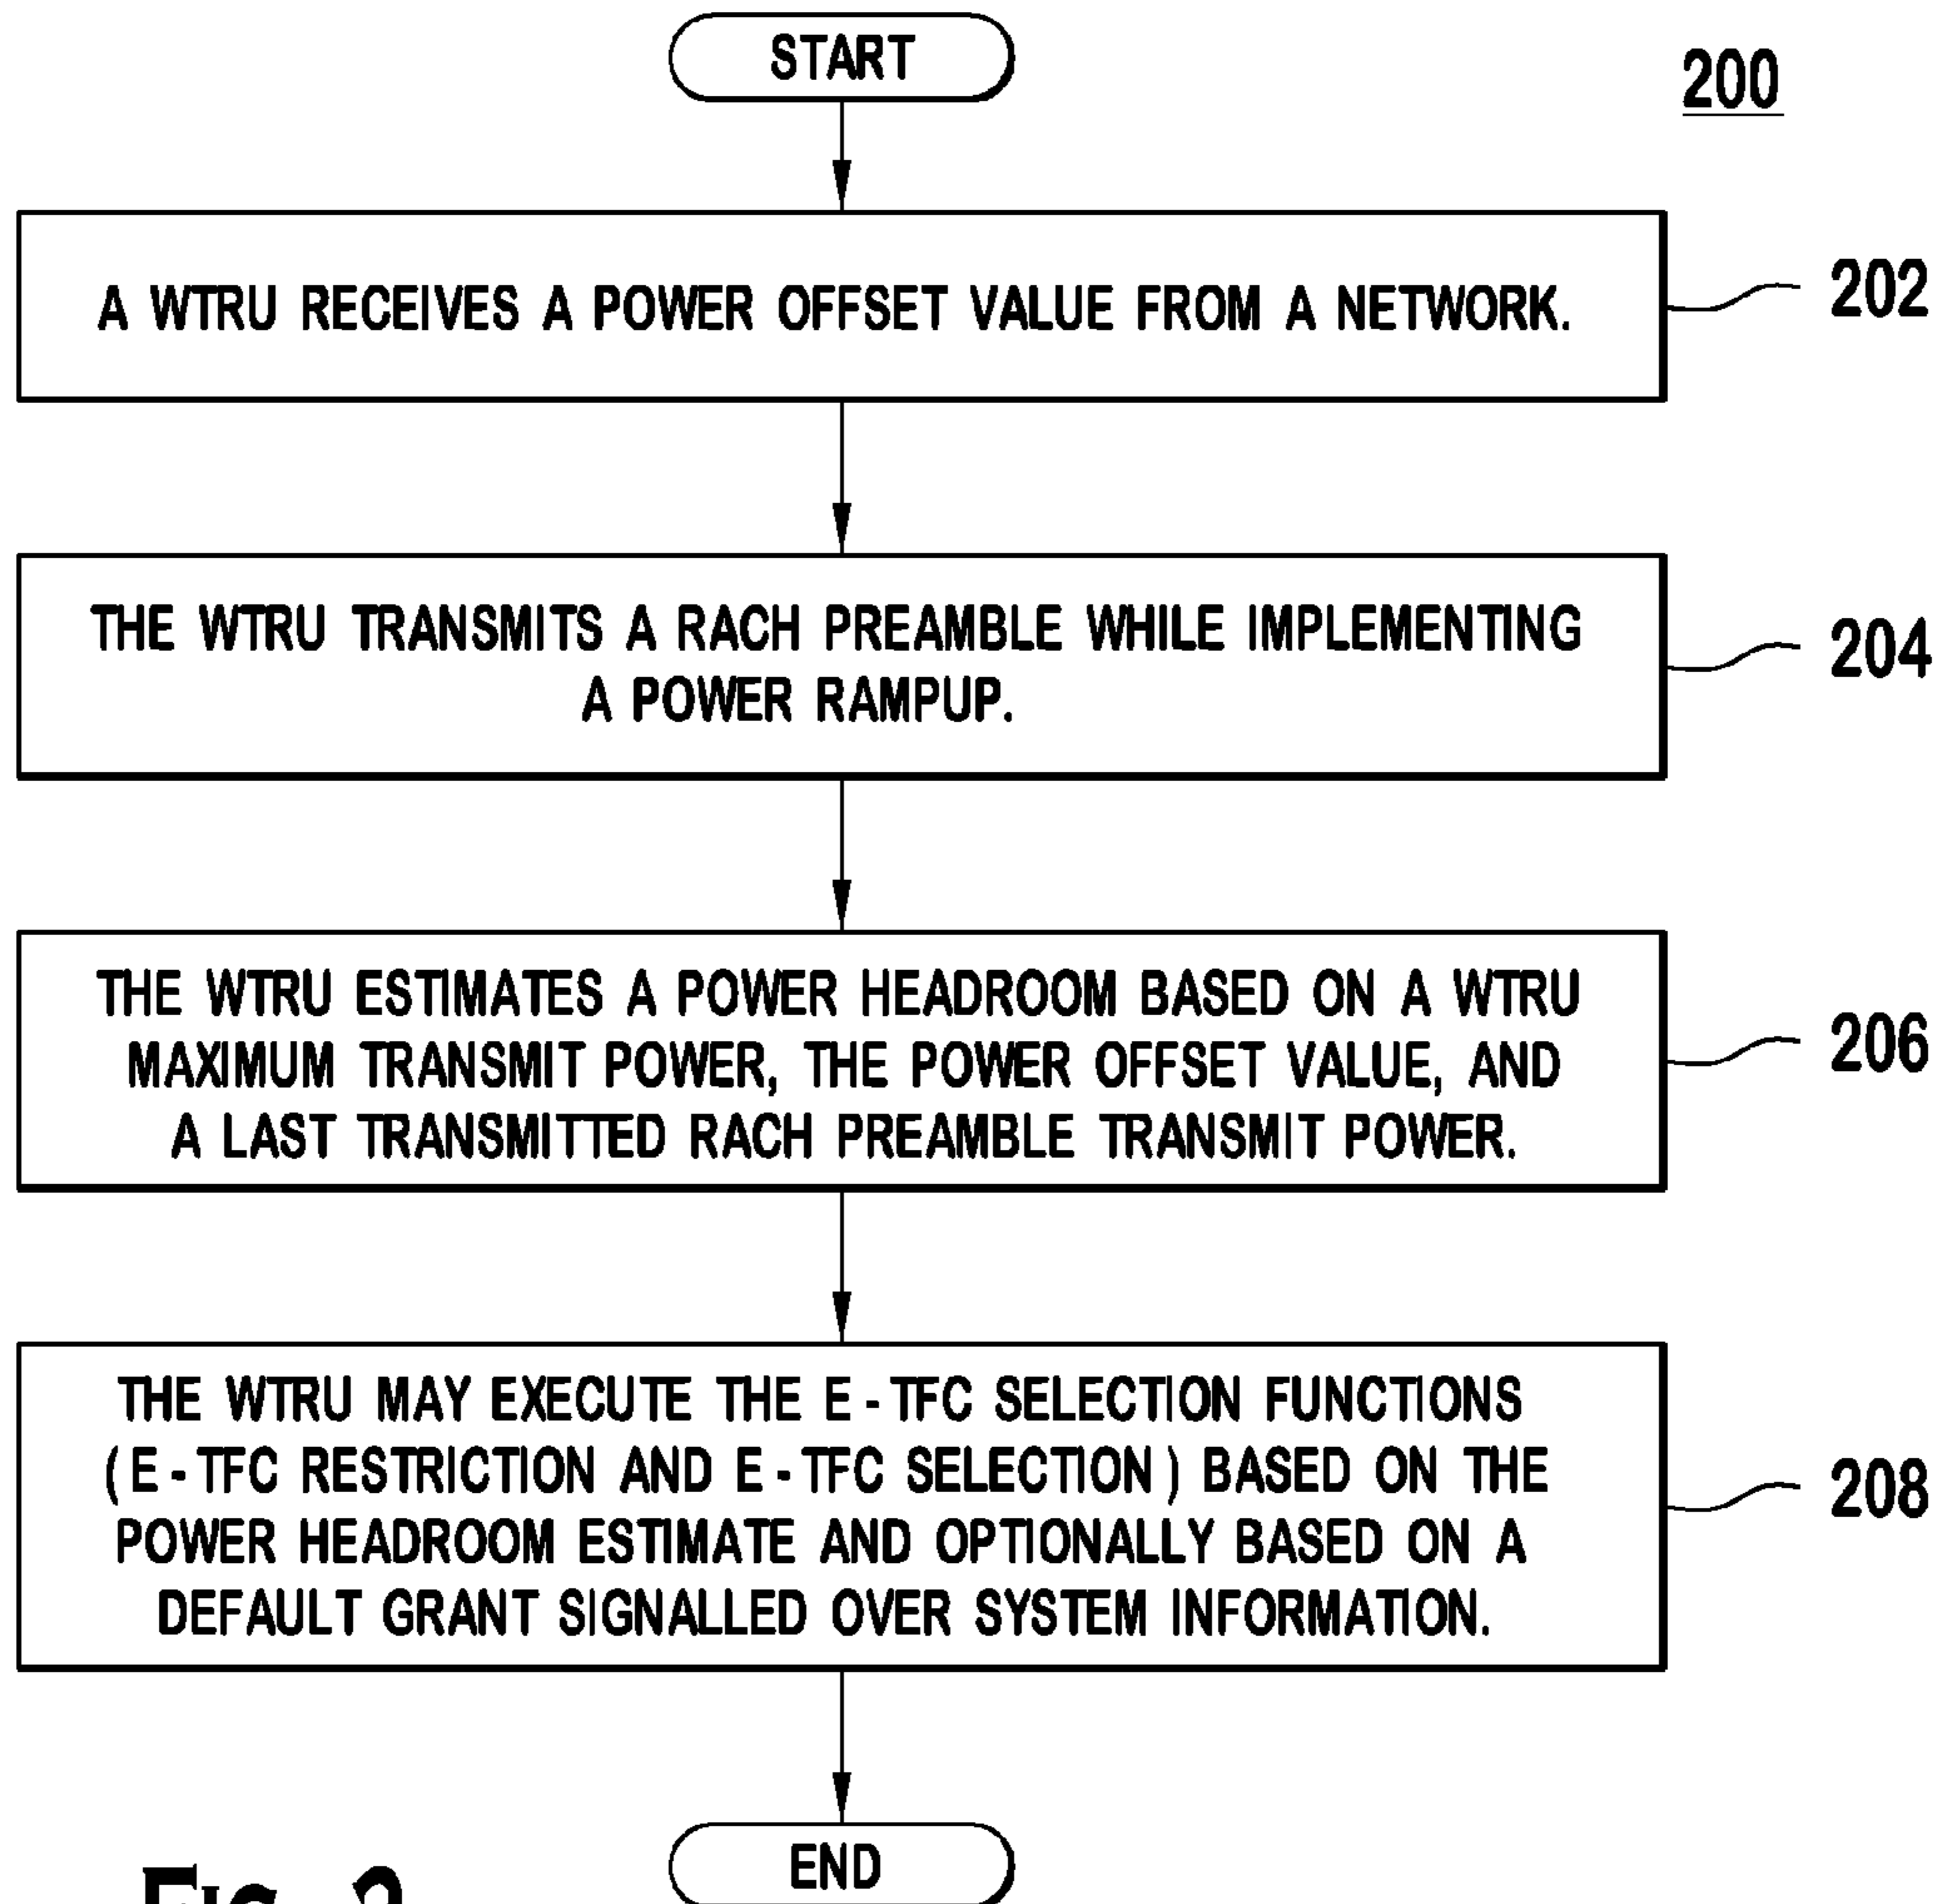 START
200
A WTRU RECEIVES A POWER OFFSET VALUE FROM A NETWORK.
202
THE WTRU TRANSMITS A RACH PREAMBLE WHILE IMPLEMENTING
A POWER RAMPUP.
204
THE WTRU ESTIMATES A POWER HEADROOM BASED ON A WTRU
MAXIMUM TRANSMIT POWER, THE POWER OFFSET VALUE, AND
A LAST TRANSMITTED RACH PREAMBLE TRANSMIT POWER.
206
THE WTRU MAY EXECUTE THE E-TFC SELECTION FUNCTIONS
(E-TFC RESTRICTION AND E-TFC SELECTION) BASED ON THE
POWER HEADROOM ESTIMATE AND OPTIONALLY BASED ON A
DEFAULT GRANT SIGNALLED OVER SYSTEM INFORMATION.
208
END